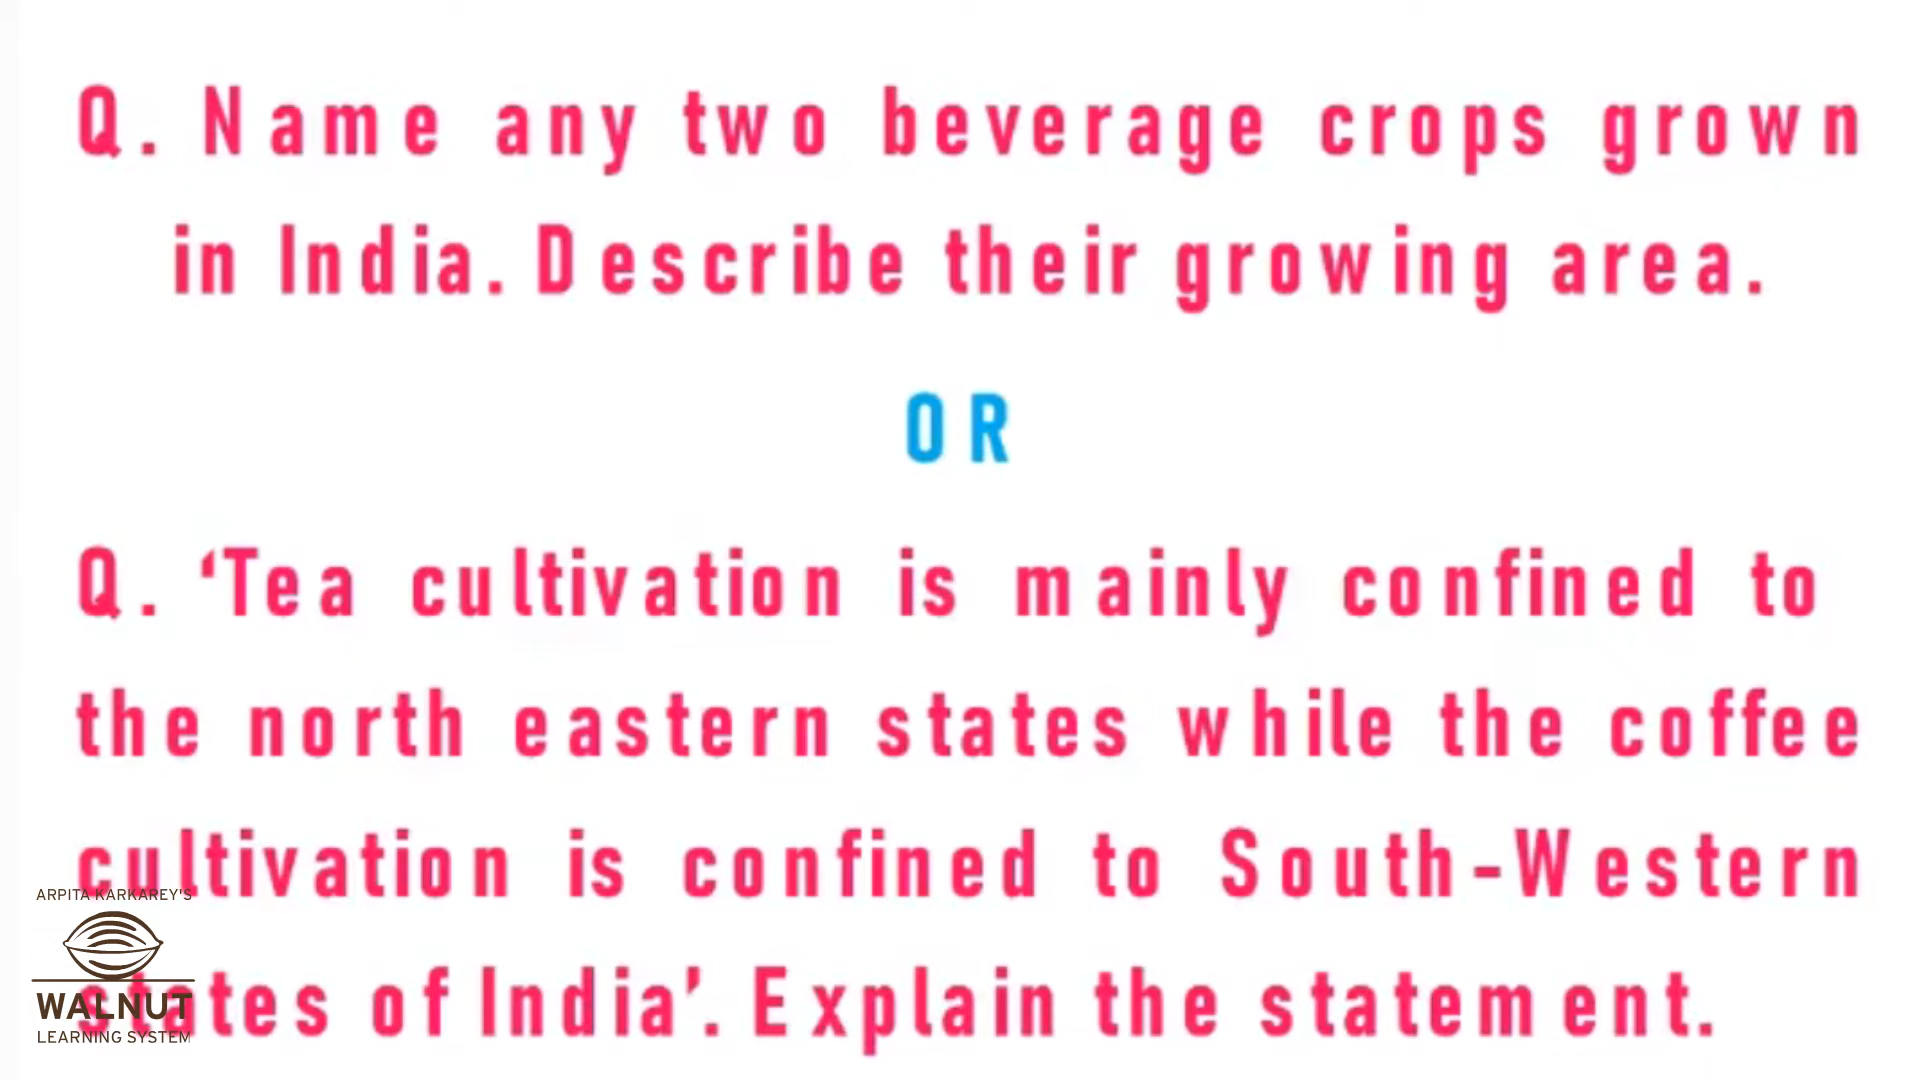 Q. Name any two beverage crops grown
in India. Describe their growing area.
OR
Q. ‘Tea cultivation is mainly confined to
the north eastern states while the coffee
cultivation is confined to South-Western
states of India’. Explain the statement.
ARPITA KARKAREY'S
WALNUT
LEARNING SYSTEM